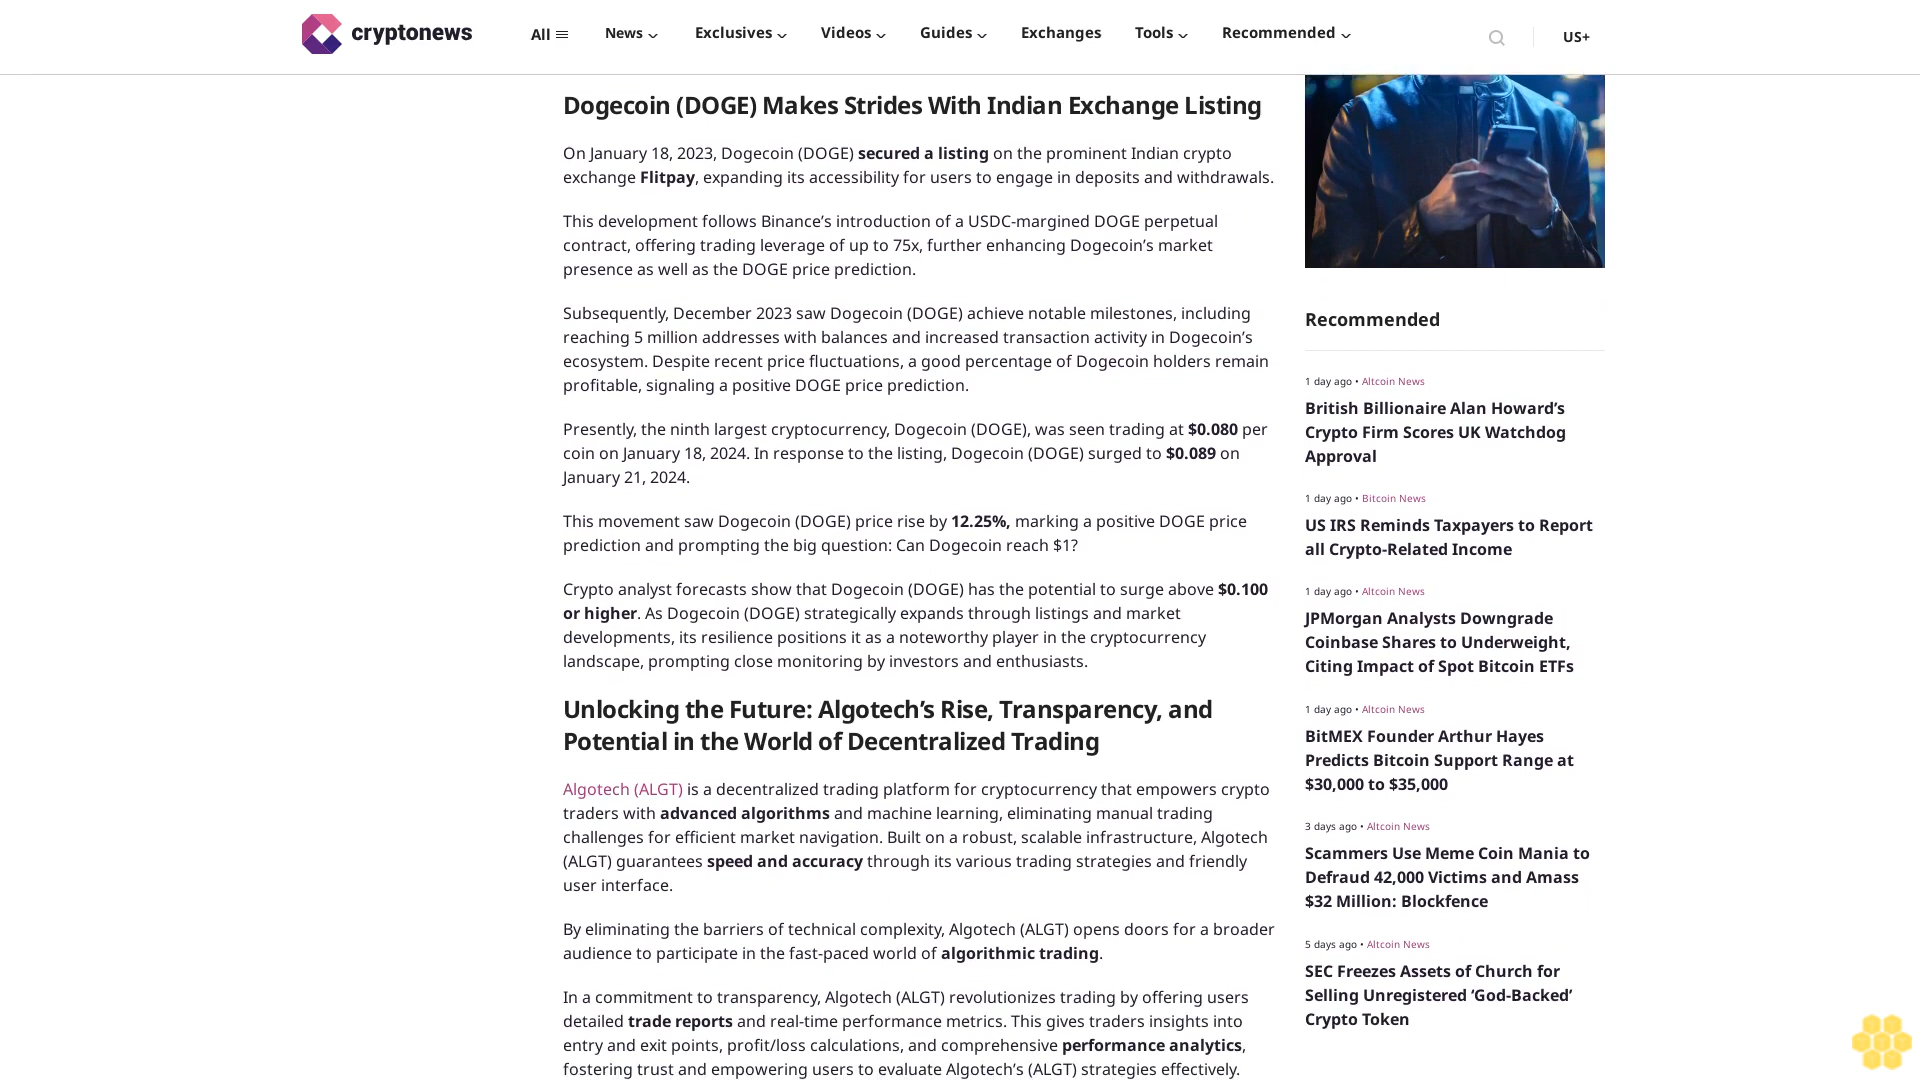 cryptonews
All
News
Exclusives
Videos
Guides
Exchanges
Tools
Recommended
US+
Dogecoin (DOGE) Makes Strides With Indian Exchange Listing
On January 18, 2023, Dogecoin (DOGE) secured a listing on the prominent Indian crypto
exchange Flitpay, expanding its accessibility for users to engage in deposits and withdrawals.
This development follows Binance’s introduction of a USDC-margined DOGE perpetual
contract, offering trading leverage of up to 75x, further enhancing Dogecoin’s market
presence as well as the DOGE price prediction.
Subsequently, December 2023 saw Dogecoin (DOGE) achieve notable milestones, including
reaching 5 million addresses with balances and increased transaction activity in Dogecoin’s
ecosystem. Despite recent price fluctuations, a good percentage of Dogecoin holders remain
profitable, signaling a positive DOGE price prediction.
Presently, the ninth largest cryptocurrency, Dogecoin (DOGE), was seen trading at $0.080 per
coin on January 18, 2024. In response to the listing, Dogecoin (DOGE) surged to $0.089 on
January 21, 2024.
This movement saw Dogecoin (DOGE) price rise by 12.25%, marking a positive DOGE price
prediction and prompting the big question: Can Dogecoin reach $1?
Crypto analyst forecasts show that Dogecoin (DOGE) has the potential to surge above $0.100
or higher. As Dogecoin (DOGE) strategically expands through listings and market
developments, its resilience positions it as a noteworthy player in the cryptocurrency
landscape, prompting close monitoring by investors and enthusiasts.
Unlocking the Future: Algotech’s Rise, Transparency, and
Potential in the World of Decentralized Trading
Algotech (ALGT) is a decentralized trading platform for cryptocurrency that empowers crypto
traders with advanced algorithms and machine learning, eliminating manual trading
challenges for efficient market navigation. Built on a robust, scalable infrastructure, Algotech
(ALGT) guarantees speed and accuracy through its various trading strategies and friendly
user interface.
By eliminating the barriers of technical complexity, Algotech (ALGT) opens doors for a broader
audience to participate in the fast-paced world of algorithmic trading.
In a commitment to transparency, Algotech (ALGT) revolutionizes trading by offering users
detailed trade reports and real-time performance metrics. This gives traders insights into
entry and exit points, profit/loss calculations, and comprehensive performance analytics,
fostering trust and empowering users to evaluate Algotech’s (ALGT) strategies effectively.
Recommended
1 day ago • Altcoin News
British Billionaire Alan Howard’s
Crypto Firm Scores UK Watchdog
Approval
1 day ago • Bitcoin News
US IRS Reminds Taxpayers to Report
all Crypto-Related Income
1 day ago • Altcoin News
JPMorgan Analysts Downgrade
Coinbase Shares to Underweight,
Citing Impact of Spot Bitcoin ETFs
1 day ago • Altcoin News
BitMEX Founder Arthur Hayes
Predicts Bitcoin Support Range at
$30,000 to $35,000
3 days ago • Altcoin News
Scammers Use Meme Coin Mania to
Defraud 42,000 Victims and Amass
$32 Million: Blockfence
5 days ago • Altcoin News
SEC Freezes Assets of Church for
Selling Unregistered ‘God-Backed’
Crypto Token